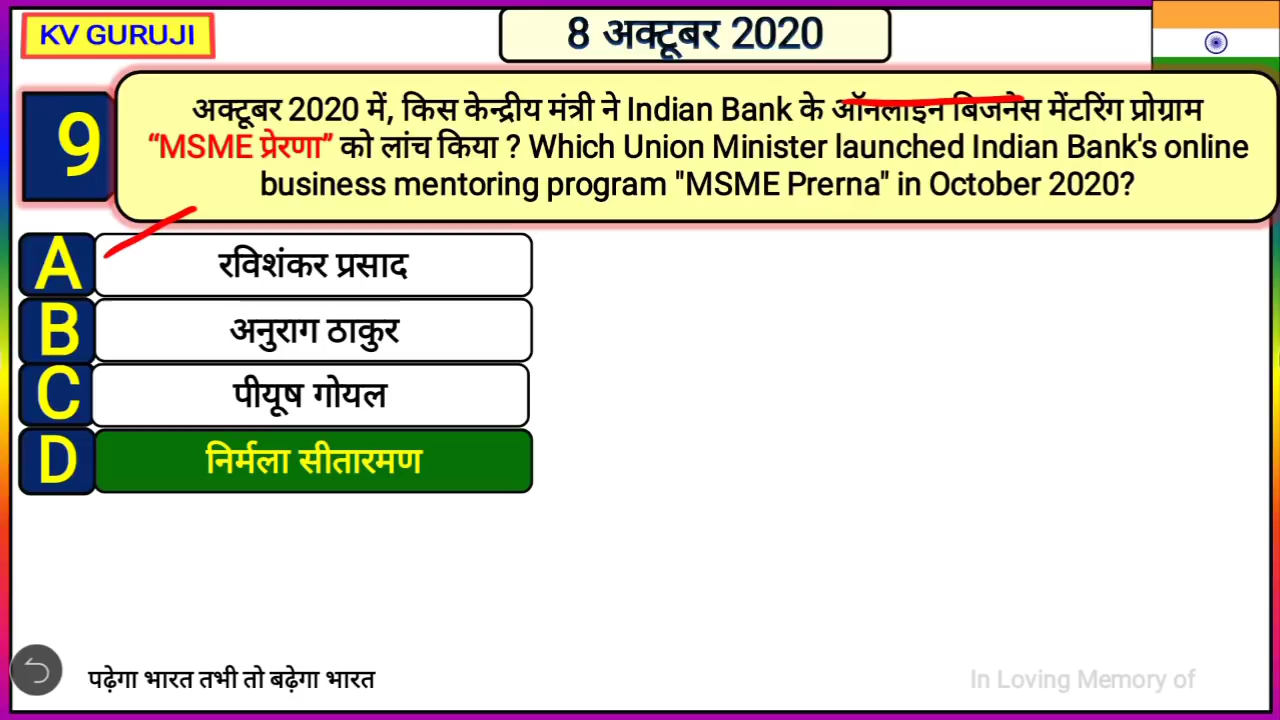 KV GURUJI
8 अक्टूबर 2020
9
अक्टूबर 2020 में, किस केन्द्रीय मंत्री ने Indian Bank के ऑनलाइन बिजनेस मेंटरिंग प्रोग्राम
“MSME प्रेरणा” को लांच किया ? Which Union Minister launched Indian Bank's online
business mentoring program "MSME Prerna" in October 2020?
A रविशंकर प्रसाद
B अनुराग ठाकुर
C पीयूष गोयल
D निर्मला सीतारमण
पढ़ेगा भारत तभी तो बढ़ेगा भारत
In Loving Memory of